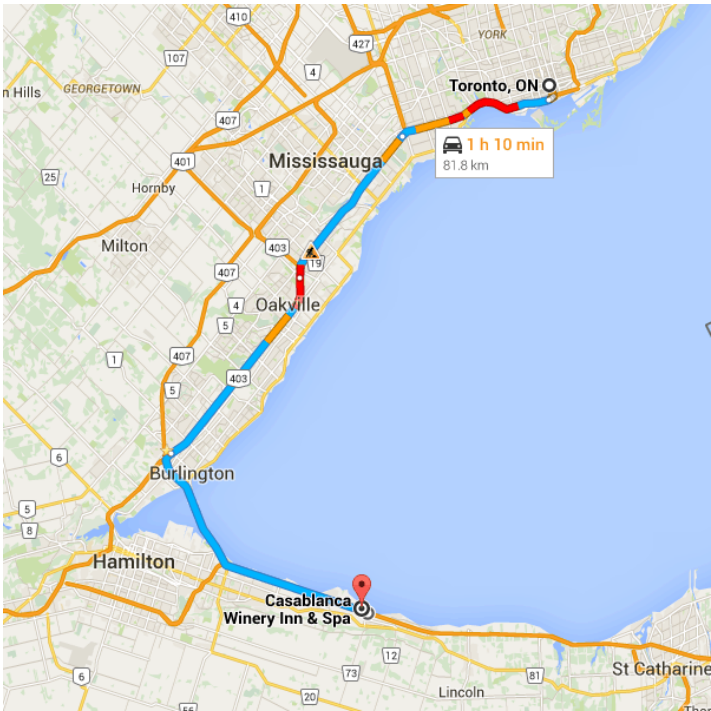 410
YORK
427
107
4
Toronto, ON
n Hills
GEORGETOWN
407
1 h 10 min
81.8 km
401
Mississauga
25
Hornby
1
403
Milton
19
407
4
Oakville
5
1
407
403
5
6
Burlington
5
8
Hamilton
Casablanca
Winery Inn & Spa
12
St Catharine
73
81
6
Lincoln
20
56